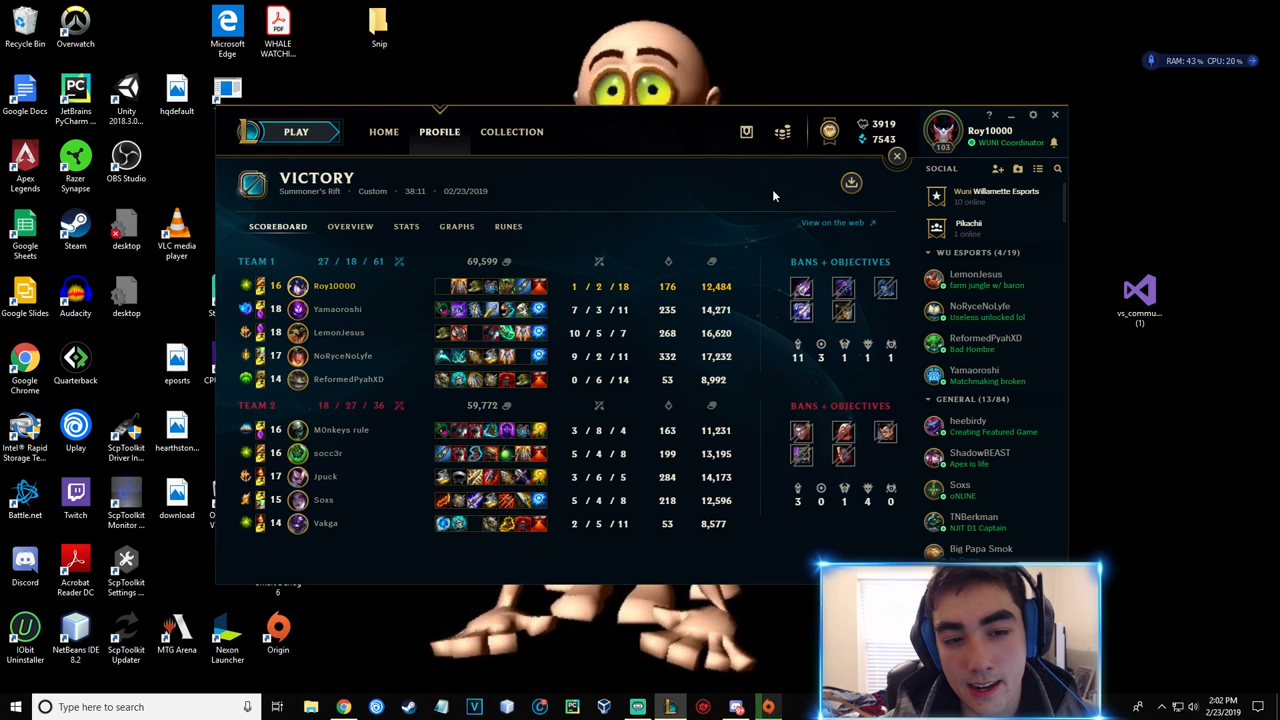 Recycle Bin
Overwatch
Microsoft Edge
WHALE WATCHI...
Snip
RAM: 43% CPU: 20%
Google Docs
JetBrains PyCharm ...
Unity 2018.3.0...
hqdefault
PLAY
HOME
PROFILE
COLLECTION
3919
7543
103
Roy10000
WUNI Coordinator
VICTORY
Summoner's Rift • Custom • 38:11 • 02/23/2019
View on the web
SOCIAL
Wuni Willamette Esports
10 online
Pikachii
1 online
Apex Legends
Razer Synapse
OBS Studio
SCOREBOARD
OVERVIEW
STATS
GRAPHS
RUNES
TEAM 1
27 / 18 / 61
69,599
BANS + OBJECTIVES
16 Roy10000 1 / 2 / 18 176 12,484
18 Yamaoroshi 7 / 3 / 11 235 14,271
18 LemonJesus 10 / 5 / 7 268 16,620
17 NoRyceNoLyfe 9 / 2 / 11 332 17,232
14 ReformedPyahXD 0 / 6 / 14 53 8,992
11 3 1 1 1
TEAM 2
18 / 27 / 36
59,772
BANS + OBJECTIVES
16 M0nkeys rule 3 / 8 / 4 163 11,231
16 socc3r 5 / 4 / 8 199 13,195
17 Jpuck 3 / 6 / 5 284 14,173
15 Soxs 5 / 4 / 8 218 12,596
14 Vakga 2 / 5 / 11 53 8,577
3 0 1 4 0
WU ESPORTS (4/19)
LemonJesus
farm jungle w/ baron
NoRyceNoLyfe
Useless unlocked lol
ReformedPyahXD
Bad Hombre
Yamaoroshi
Matchmaking broken
GENERAL (13/84)
heebirdy
Creating Featured Game
ShadowBEAST
Apex is life
Soxs
oNLINE
TNBerkman
NJIT D1 Captain
Big Papa Smok
vs_commu... (1)
Google Sheets
Steam
desktop
VLC media player
Google Slides
Audacity
desktop
Google Chrome
Quarterback
eposrts
Intel® Rapid Storage Te...
Uplay
ScpToolkit Driver In...
hearthston...
Battle.net
Twitch
ScpToolkit Monitor ...
download
Discord
Acrobat Reader DC
ScpToolkit Settings ...
6
IObit Uninstaller
NetBeans IDE 8.2
ScpToolkit Updater
MTG Arena
Nexon Launcher
Origin
Type here to search
2:02 PM
2/23/2019